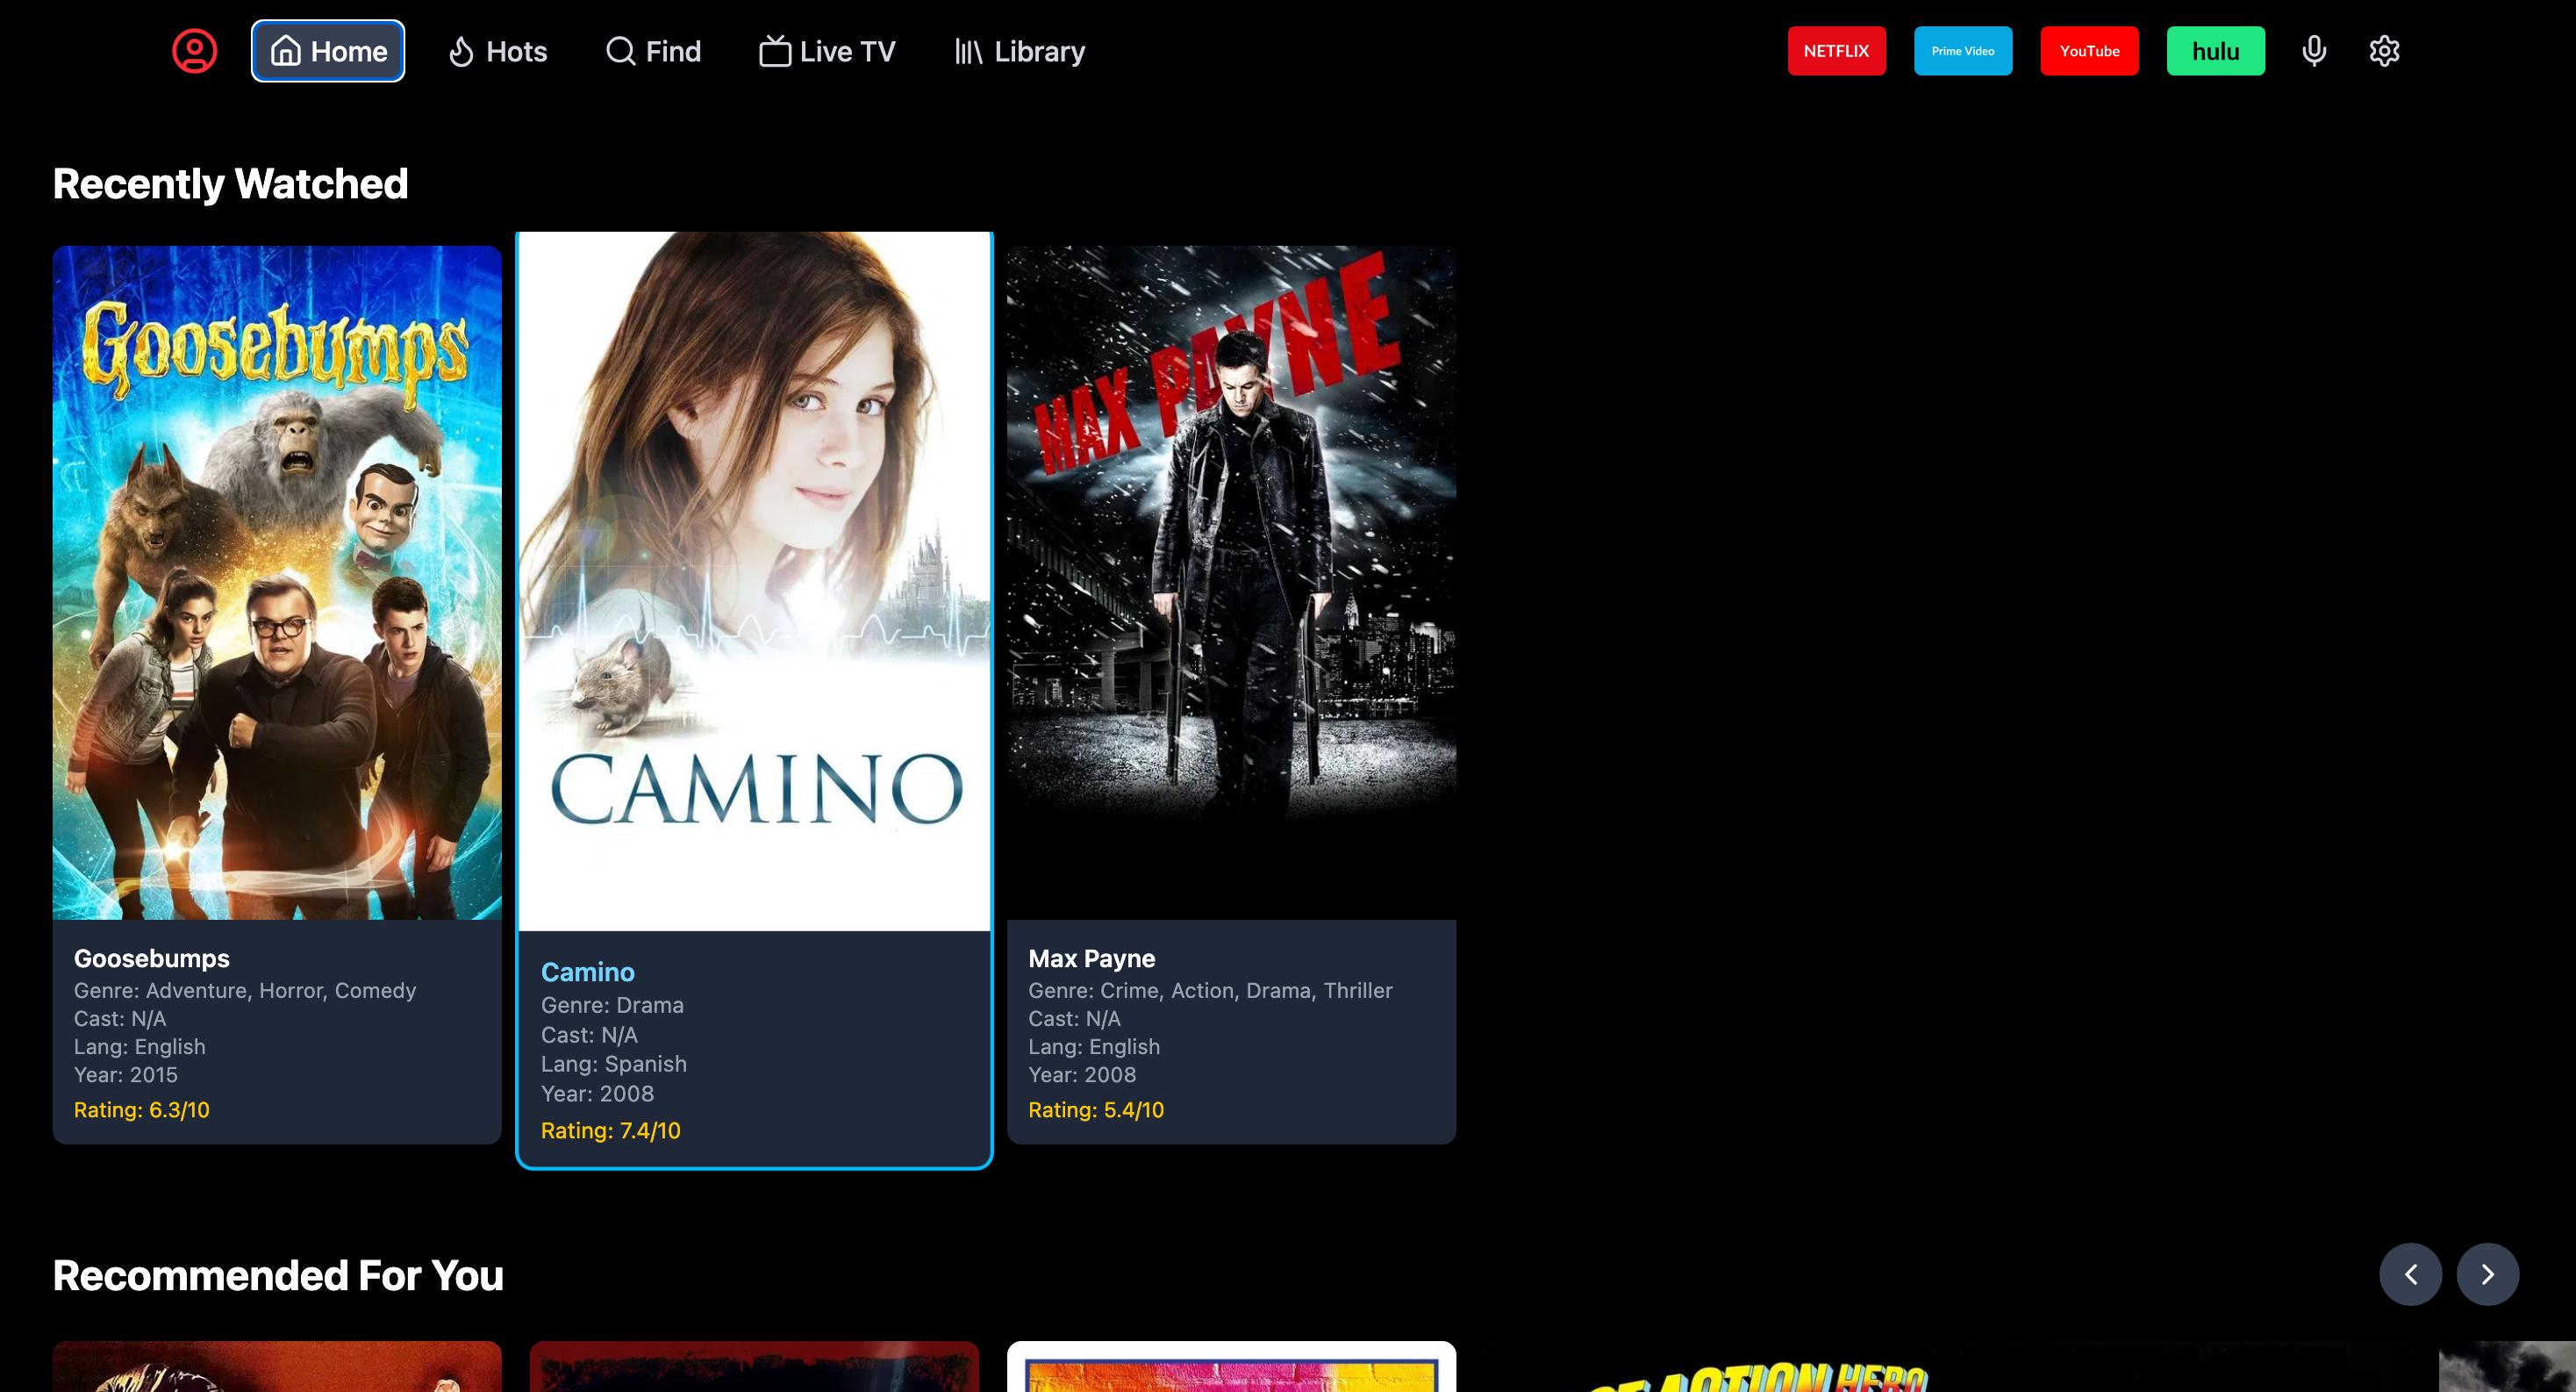 Home
Hots
Find
Live TV
Library
NETFLIX
Prime Video
YouTube
hulu
Recently Watched
Goosebumps
CAMINO
MAX PAYNE
Goosebumps
Genre: Adventure, Horror, Comedy
Cast: N/A
Lang: English
Year: 2015
Rating: 6.3/10
Camino
Genre: Drama
Cast: N/A
Lang: Spanish
Year: 2008
Rating: 7.4/10
Max Payne
Genre: Crime, Action, Drama, Thriller
Cast: N/A
Lang: English
Year: 2008
Rating: 5.4/10
Recommended For You
ACTION HERO